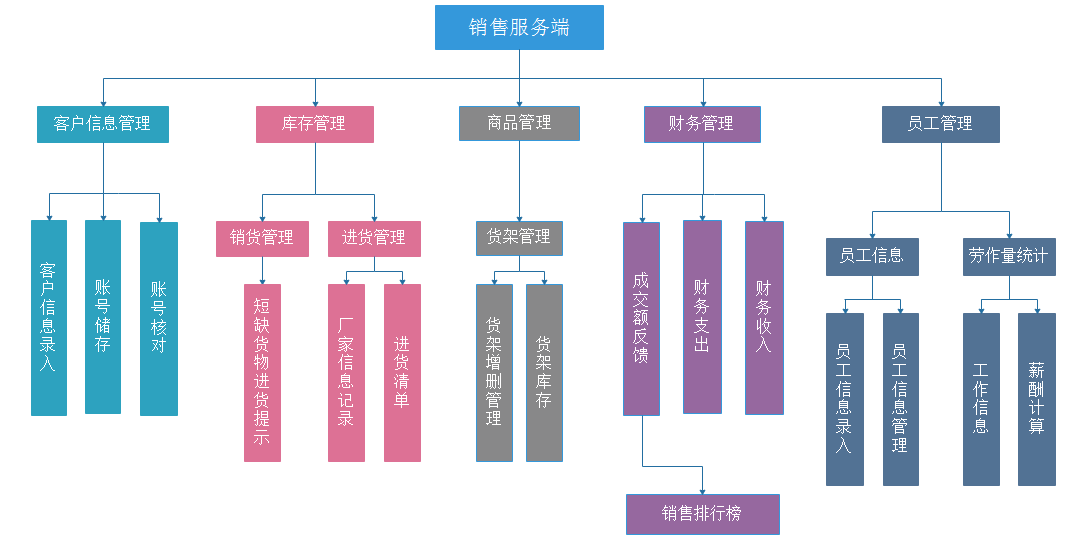 销售服务端
客户信息管理
库存管理
商品管理
财务管理
员工管理
销货管理
进货管理
货架管理
员工信息
劳作量统计
客户信息录入
账号储存
账号核对
短缺货物进货提示
厂家信息记录
进货清单
货架增删管理
货架库存
成交额反馈
财务支出
财务收入
员工信息录入
员工信息管理
工作信息
薪酬计算
销售排行榜